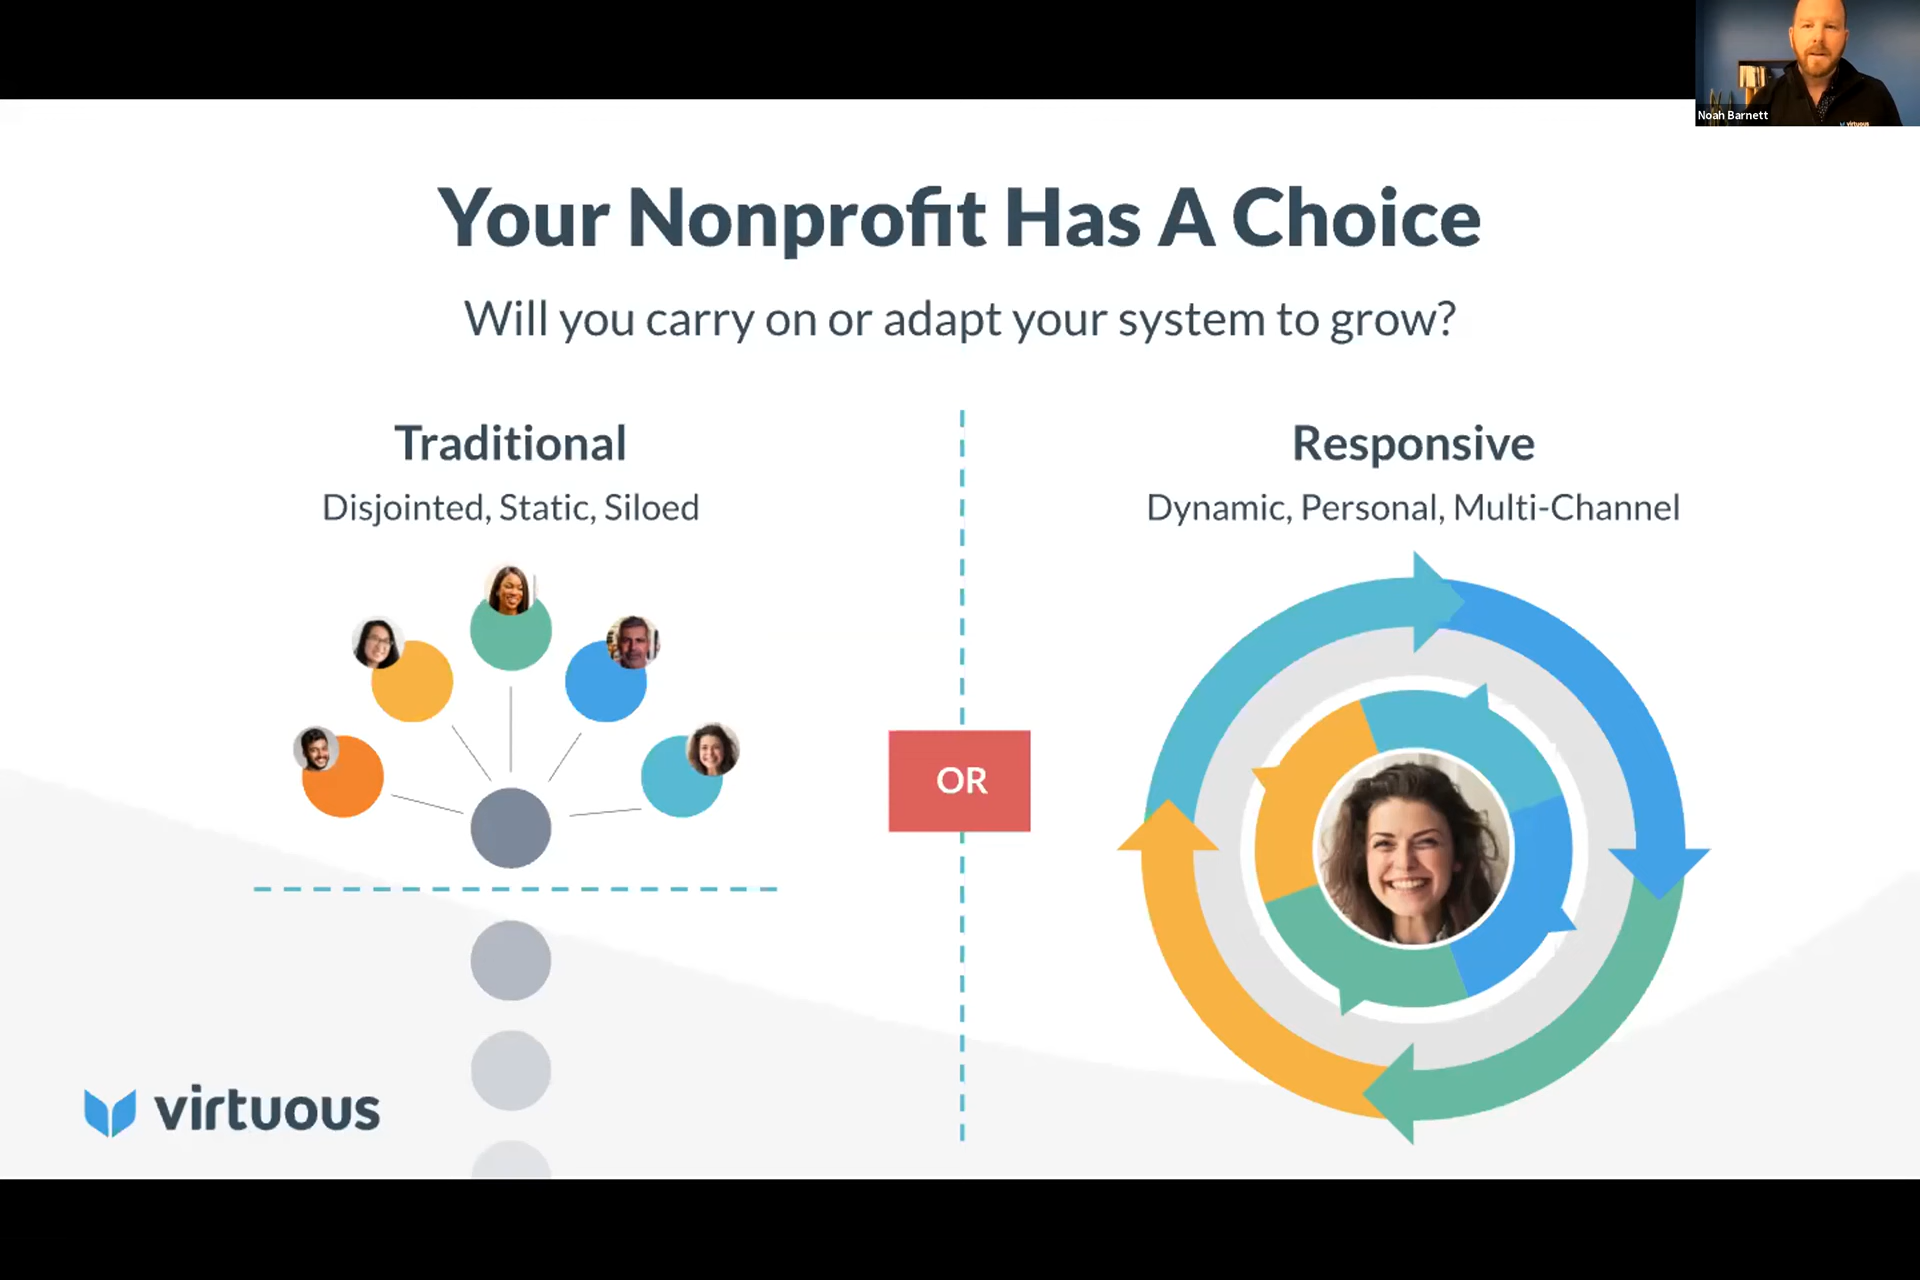 Noah Barnett
virtuous
Your Nonprofit Has A Choice
Will you carry on or adapt your system to grow?
Traditional
Disjointed, Static, Siloed
Responsive
Dynamic, Personal, Multi-Channel
OR
virtuous